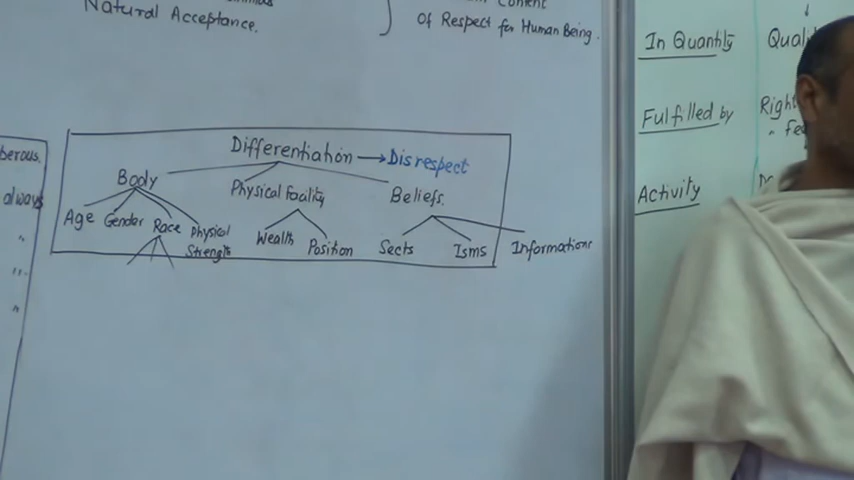 Natural Acceptance.
of Respect for Human Being.
always
Differentiation → Disrespect
Body
Physical Facility
Beliefs.
Age Gender Race Physical Strength
Wealth Position
Sects Isms Informations
In Quantity
Fulfilled by
Activity